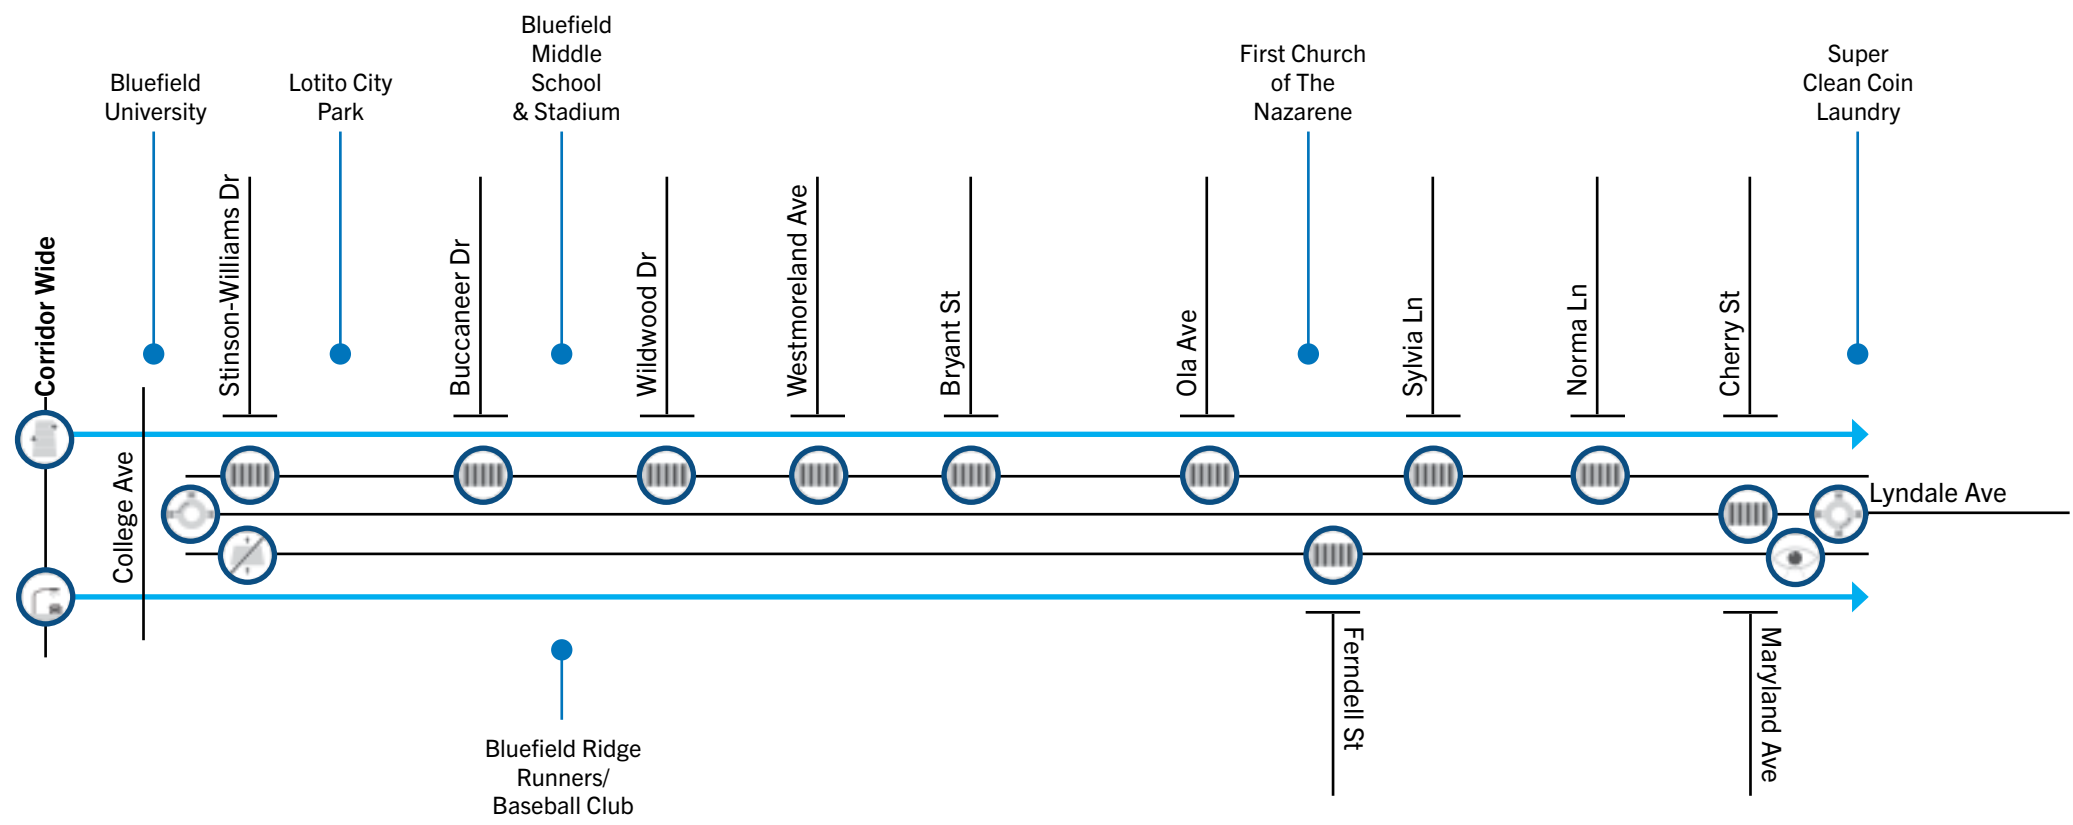 Bluefield
University
Lotito City
Park
Bluefield
Middle
School
& Stadium
First Church
of The
Nazarene
Super
Clean Coin
Laundry
Corridor Wide
College Ave
Stinson-Williams Dr
Buccaneer Dr
Wildwood Dr
Westmoreland Ave
Bryant St
Ola Ave
Sylvia Ln
Norma Ln
Cherry St
Lyndale Ave
Ferndell St
Maryland Ave
Bluefield Ridge
Runners/
Baseball Club